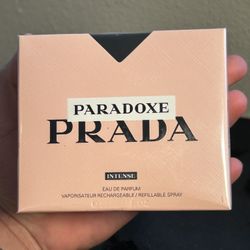 PARADOXE
PRADA
INTENSE
EAU DE PARFUM
VAPORISATEUR RECHARGEABLE / REFILLABLE SPRAY